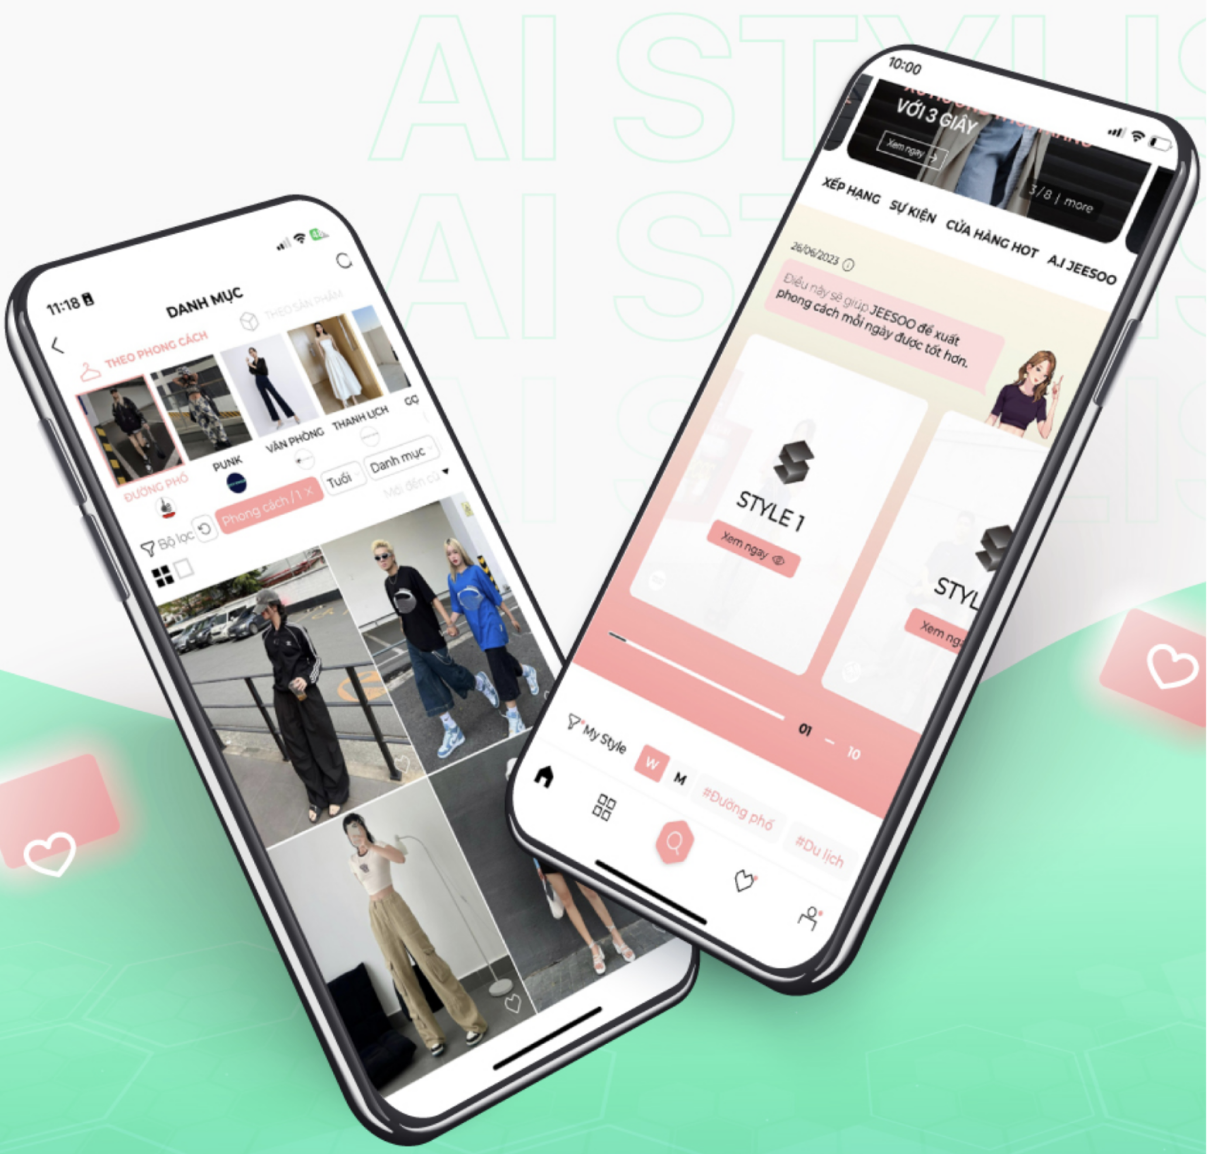 AI STYLIS
AI ST
AI S
11:18
DANH MỤC
THEO PHONG CÁCH
THEO SẢN PHẨM
ĐƯỜNG PHỐ
PUNK
VĂN PHÒNG
THANH LỊCH
Bộ lọc
Phong cách / 1 ×
Tuổi
Danh mục
Mới đến cũ
10:00
VỚI 3 GIÂY
Xem ngay →
3/8 | more
XẾP HẠNG SỰ KIỆN CỬA HÀNG HOT A.I JEESOO
26/06/2023
Điều này sẽ giúp JEESOO đề xuất
phong cách mỗi ngày được tốt hơn.
STYLE 1
Xem ngay
STYL
Xem nga
01 – 10
My Style
W
M
#Đường phố
#Du lịch